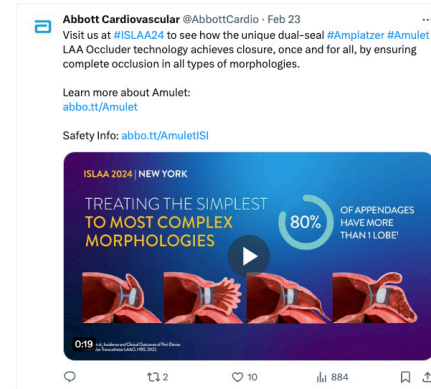 Abbott Cardiovascular @AbbottCardio · Feb 23
Visit us at #ISLAA24 to see how the unique dual-seal #Amplatzer #Amulet
LAA Occluder technology achieves closure, once and for all, by ensuring
complete occlusion in all types of morphologies.
Learn more about Amulet:
abbo.tt/Amulet
Safety Info: abbo.tt/AmuletISI
ISLAA 2024 | NEW YORK
TREATING THE SIMPLEST
TO MOST COMPLEX
MORPHOLOGIES
80%
OF APPENDAGES
HAVE MORE
THAN 1 LOBE¹
0:19
2
10
884